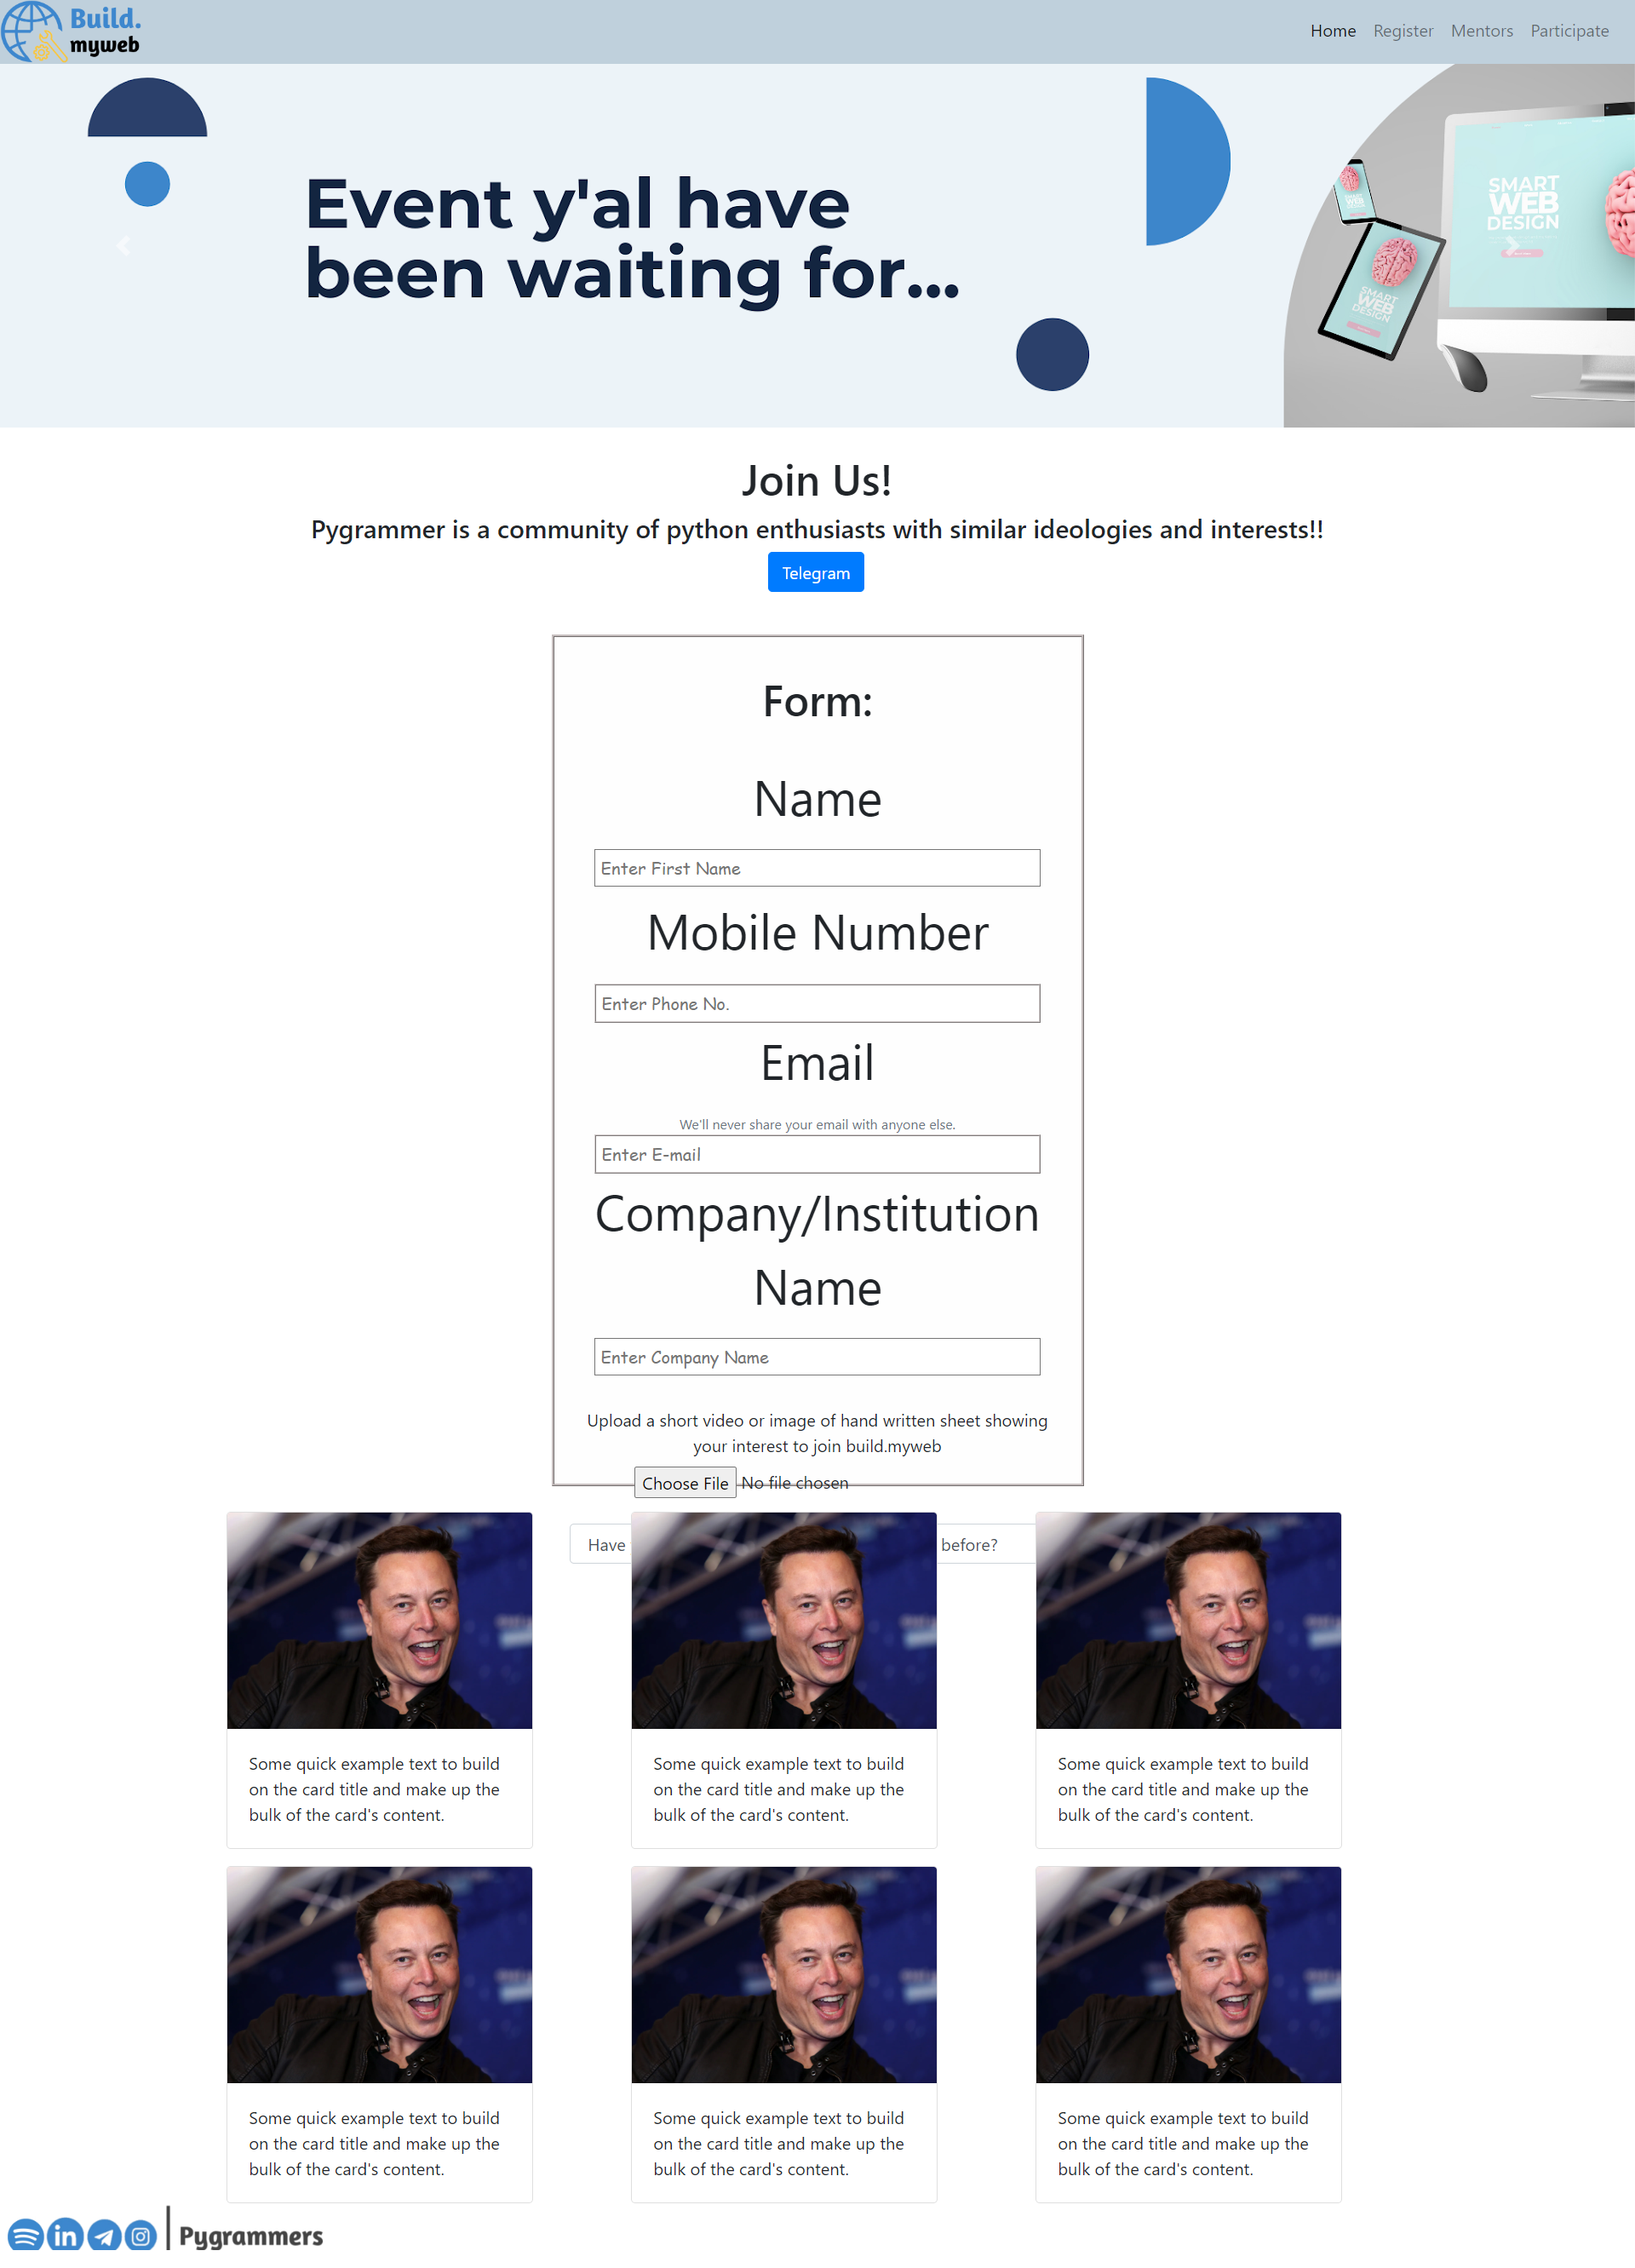 Build.
myweb
Home Register Mentors Participate
Event y'al have
been waiting for...
SMART
WEB
DESIGN
SMART
WEB
DESIGN
Join Us!
Pygrammer is a community of python enthusiasts with similar ideologies and interests!!
Telegram
Form:
Name
Enter First Name
Mobile Number
Enter Phone No.
Email
We'll never share your email with anyone else.
Enter E-mail
Company/Institution
Name
Enter Company Name
Upload a short video or image of hand written sheet showing
your interest to join build.myweb
Choose File No file chosen
Have before?
Some quick example text to build
on the card title and make up the
bulk of the card's content.
Some quick example text to build
on the card title and make up the
bulk of the card's content.
Some quick example text to build
on the card title and make up the
bulk of the card's content.
Some quick example text to build
on the card title and make up the
bulk of the card's content.
Some quick example text to build
on the card title and make up the
bulk of the card's content.
Some quick example text to build
on the card title and make up the
bulk of the card's content.
in
Pygrammers